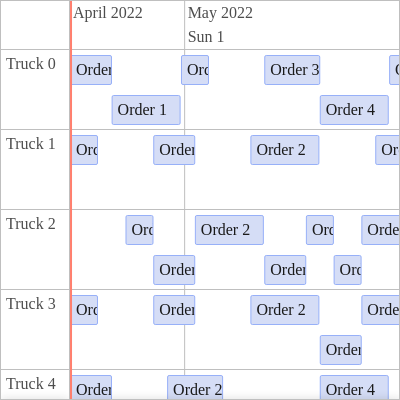 April 2022 May 2022
Sun 1
Truck 0 Order Orc Order 3
Order 1 Order 4
Truck 1 Orc Order Order 2 Or
Truck 2 Orc Order 2 Orc Orde
Order Order Orc
Truck 3 Orc Order Order 2 Orde
Order
Truck 4 Order Order 2 Order 4